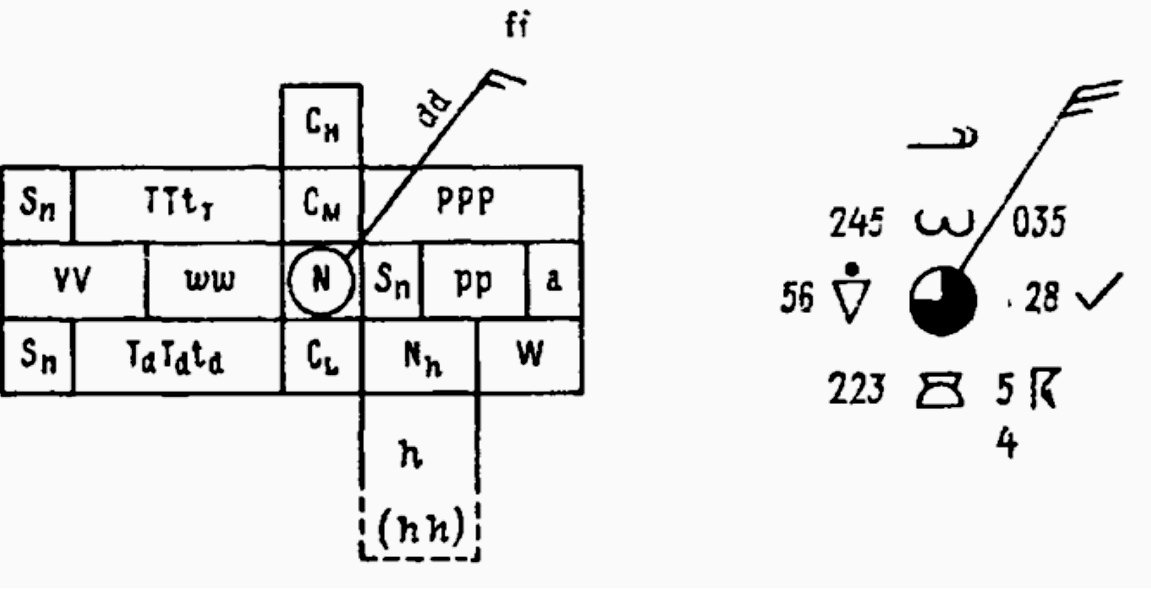 ff
dd
C_H
S_n TTt_T C_M PPP
VV ww N S_n pp a
S_n T_dT_dt_d C_L N_h W
h
(hh)
245 035
56 28
223 5
4